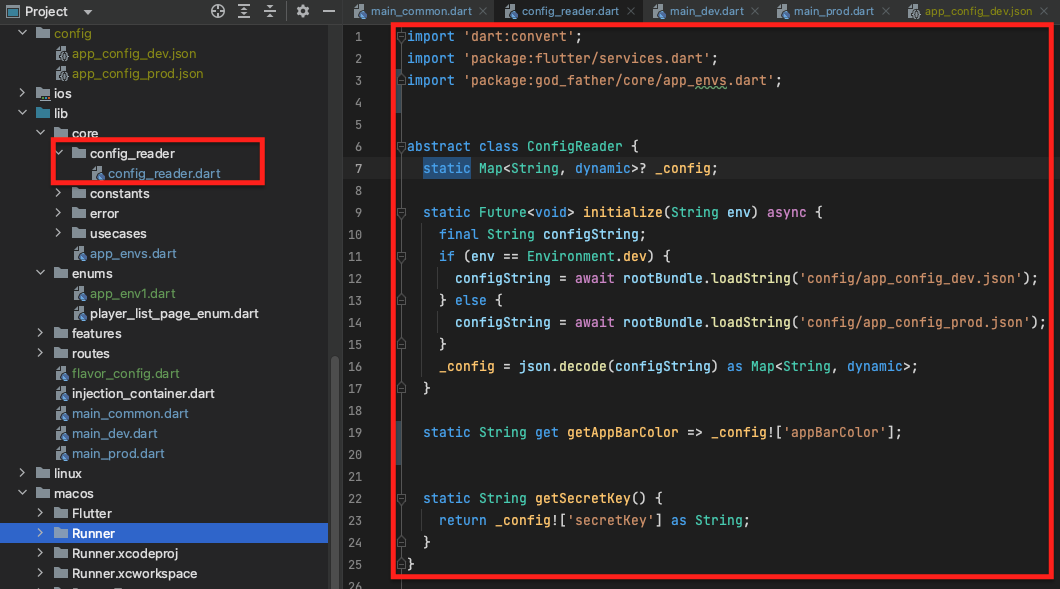 Project
main_common.dart
config_reader.dart
main_dev.dart
main_prod.dart
app_config_dev.json
config
app_config_dev.json
app_config_prod.json
ios
lib
core
config_reader
config_reader.dart
constants
error
usecases
app_envs.dart
enums
app_env1.dart
player_list_page_enum.dart
features
routes
flavor_config.dart
injection_container.dart
main_common.dart
main_dev.dart
main_prod.dart
linux
macos
Flutter
Runner
Runner.xcodeproj
Runner.xcworkspace
1 import 'dart:convert';
2 import 'package:flutter/services.dart';
3 import 'package:god_father/core/app_envs.dart';
4
5
6 abstract class ConfigReader {
7 static Map<String, dynamic>? _config;
8
9 static Future<void> initialize(String env) async {
10 final String configString;
11 if (env == Environment.dev) {
12 configString = await rootBundle.loadString('config/app_config_dev.json');
13 } else {
14 configString = await rootBundle.loadString('config/app_config_prod.json');
15 }
16 _config = json.decode(configString) as Map<String, dynamic>;
17 }
18
19 static String get getAppBarColor => _config!['appBarColor'];
20
21
22 static String getSecretKey() {
23 return _config!['secretKey'] as String;
24 }
25 }
26